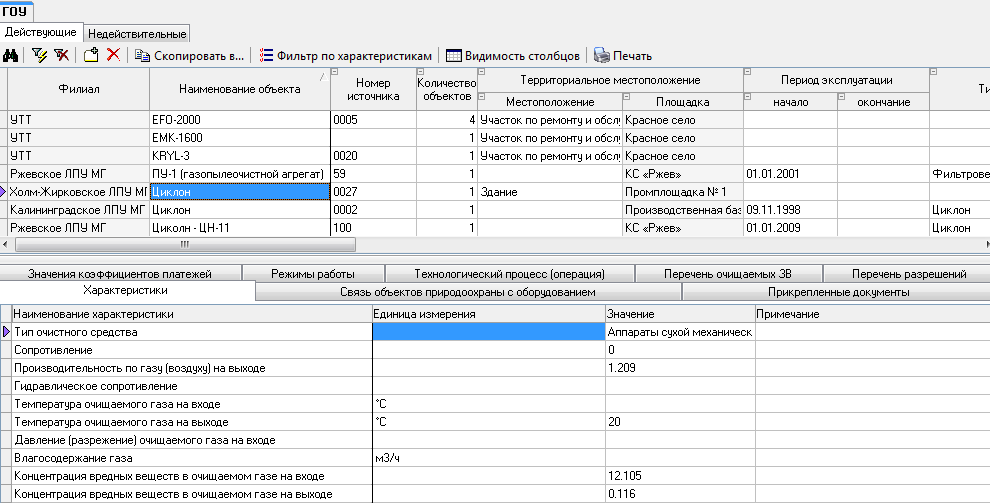 ГОУ
Действующие Недействительные
Скопировать в... Фильтр по характеристикам Видимость столбцов Печать
Филиал Наименование объекта Номер источника Количество объектов Территориальное местоположение Период эксплуатации Ти
Местоположение Площадка начало окончание
УТТ EFO-2000 0005 4 Участок по ремонту и обслу Красное село
УТТ ЕМК-1600 1 Участок по ремонту и обслу Красное село
УТТ KRYL-3 0020 1 Участок по ремонту и обслу Красное село
Ржевское ЛПУ МГ ПУ-1 (газопылеочистной агрегат) 59 1 КС «Ржев» 01.01.2001 Фильтрове
Холм-Жирковское ЛПУ МГ Циклон 0027 1 Здание Промплощадка № 1
Калининградское ЛПУ МГ Циклон 0002 1 Производственная баз 09.11.1998 Циклон
Ржевское ЛПУ МГ Циколн - ЦН-11 100 1 КС «Ржев» 01.01.2009 Циклон
Значения коэффициентов платежей Режимы работы Технологический процесс (операция) Перечень очищаемых ЗВ Перечень разрешений
Характеристики Связь объектов природоохраны с оборудованием Прикрепленные документы
Наименование характеристики Единица измерения Значение Примечание
Тип очистного средства Аппараты сухой механическ
Сопротивление 0
Производительность по газу (воздуху) на выходе 1.209
Гидравлическое сопротивление
Температура очищаемого газа на входе °С
Температура очищаемого газа на выходе °С 20
Давление (разрежение) очищаемого газа на входе
Влагосодержание газа м3/ч
Концентрация вредных веществ в очищаемом газе на входе 12.105
Концентрация вредных веществ в очищаемом газе на выходе 0.116